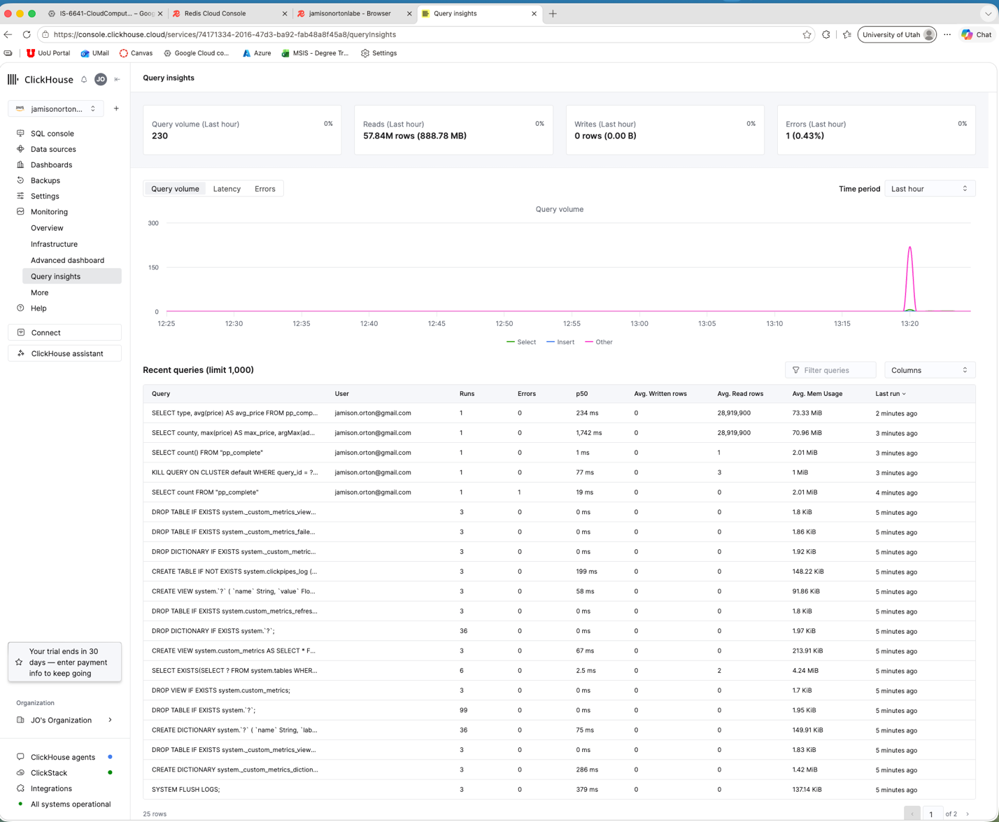 IS-6641-CloudComput... – Goog
Redis Cloud Console
jamisonortonlabe - Browser
Query insights
https://console.clickhouse.cloud/services/74171334-2016-47d3-ba92-fab48a8f45a8/queryInsights
University of Utah
Chat
UoU Portal
UMail
Canvas
Google Cloud co...
Azure
MSIS - Degree Tr...
Settings
ClickHouse
JO
aws jamisonorton...
SQL console
Data sources
Dashboards
Backups
Settings
Monitoring
Overview
Infrastructure
Advanced dashboard
Query insights
More
Help
Connect
ClickHouse assistant
Your trial ends in 30
days — enter payment
info to keep going
Organization
JO's Organization
ClickHouse agents
ClickStack
Integrations
All systems operational
Query insights
Query volume (Last hour) 0%
230
Reads (Last hour) 0%
57.84M rows (888.78 MB)
Writes (Last hour) 0%
0 rows (0.00 B)
Errors (Last hour) 0%
1 (0.43%)
Query volume Latency Errors
Time period Last hour
Query volume
300
150
0
12:25 12:30 12:35 12:40 12:45 12:50 12:55 13:00 13:05 13:10 13:15 13:20
Select Insert Other
Recent queries (limit 1,000)
Filter queries
Columns
Query User Runs Errors p50 Avg. Written rows Avg. Read rows Avg. Mem Usage Last run
SELECT type, avg(price) AS avg_price FROM pp_comp... jamison.orton@gmail.com 1 0 234 ms 0 28,919,900 73.33 MiB 2 minutes ago
SELECT county, max(price) AS max_price, argMax(ad... jamison.orton@gmail.com 1 0 1,742 ms 0 28,919,900 70.96 MiB 3 minutes ago
SELECT count() FROM "pp_complete" jamison.orton@gmail.com 1 0 1 ms 0 1 2.01 MiB 3 minutes ago
KILL QUERY ON CLUSTER default WHERE query_id = ?... jamison.orton@gmail.com 1 0 77 ms 0 3 1 MiB 3 minutes ago
SELECT count FROM "pp_complete" jamison.orton@gmail.com 1 1 19 ms 0 0 2.01 MiB 4 minutes ago
DROP TABLE IF EXISTS system._custom_metrics_view... 3 0 0 ms 0 0 1.8 KiB 5 minutes ago
DROP TABLE IF EXISTS system._custom_metrics_faile... 3 0 0 ms 0 0 1.86 KiB 5 minutes ago
DROP DICTIONARY IF EXISTS system._custom_metric... 3 0 0 ms 0 0 1.92 KiB 5 minutes ago
CREATE TABLE IF NOT EXISTS system.clickpipes_log (... 3 0 199 ms 0 0 148.22 KiB 5 minutes ago
CREATE VIEW system.`?` ( `name` String, `value` Flo... 3 0 58 ms 0 0 91.86 KiB 5 minutes ago
DROP TABLE IF EXISTS system.custom_metrics_refres... 3 0 0 ms 0 0 1.8 KiB 5 minutes ago
DROP DICTIONARY IF EXISTS system.`?`; 36 0 0 ms 0 0 1.97 KiB 5 minutes ago
CREATE VIEW system.custom_metrics AS SELECT * F... 3 0 67 ms 0 0 213.91 KiB 5 minutes ago
SELECT EXISTS(SELECT ? FROM system.tables WHER... 6 0 2.5 ms 0 2 4.24 MiB 5 minutes ago
DROP VIEW IF EXISTS system.custom_metrics; 3 0 0 ms 0 0 1.7 KiB 5 minutes ago
DROP TABLE IF EXISTS system.`?`; 99 0 0 ms 0 0 1.95 KiB 5 minutes ago
CREATE DICTIONARY system.`?` ( `name` String, `lab... 36 0 75 ms 0 0 149.91 KiB 5 minutes ago
DROP TABLE IF EXISTS system._custom_metrics_view... 3 0 0 ms 0 0 1.83 KiB 5 minutes ago
CREATE DICTIONARY system._custom_metrics_diction... 3 0 286 ms 0 0 1.42 MiB 5 minutes ago
SYSTEM FLUSH LOGS; 3 0 379 ms 0 0 137.14 KiB 5 minutes ago
25 rows
1 of 2